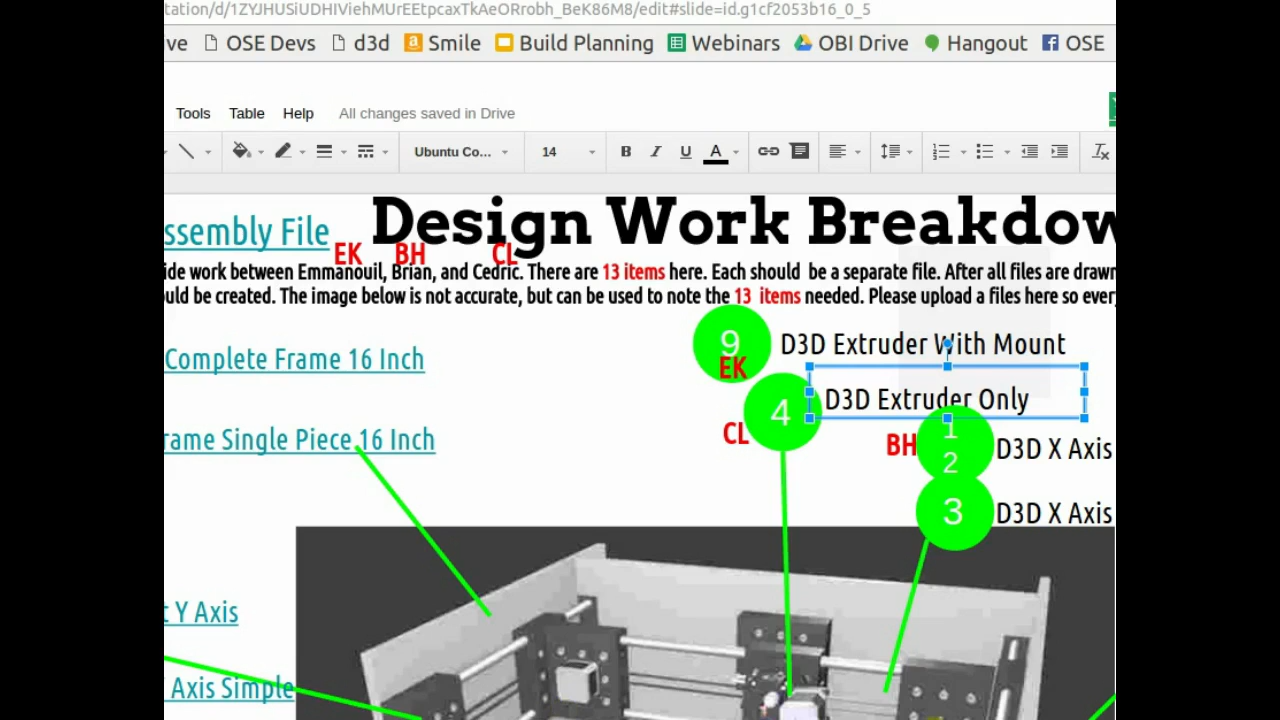 tation/d/1ZYJHUSiUDHIViehMUrEEtpcaxTkAeORrobh_BeK86M8/edit#slide=id.g1cf2053b16_0_5
ve OSE Devs d3d Smile Build Planning Webinars OBI Drive Hangout OSE
Tools Table Help All changes saved in Drive
Ubuntu Co... 14 B I U A
ssembly File Design Work Breakdow
EK BH CL
ide work between Emmanouil, Brian, and Cedric. There are 13 items here. Each should be a separate file. After all files are drawn
uld be created. The image below is not accurate, but can be used to note the 13 items needed. Please upload a files here so ever
9 D3D Extruder With Mount
Complete Frame 16 Inch EK
4 D3D Extruder Only
CL
rame Single Piece 16 Inch
BH 1
2 D3D X Axis
3 D3D X Axis
t Y Axis
Axis Simple